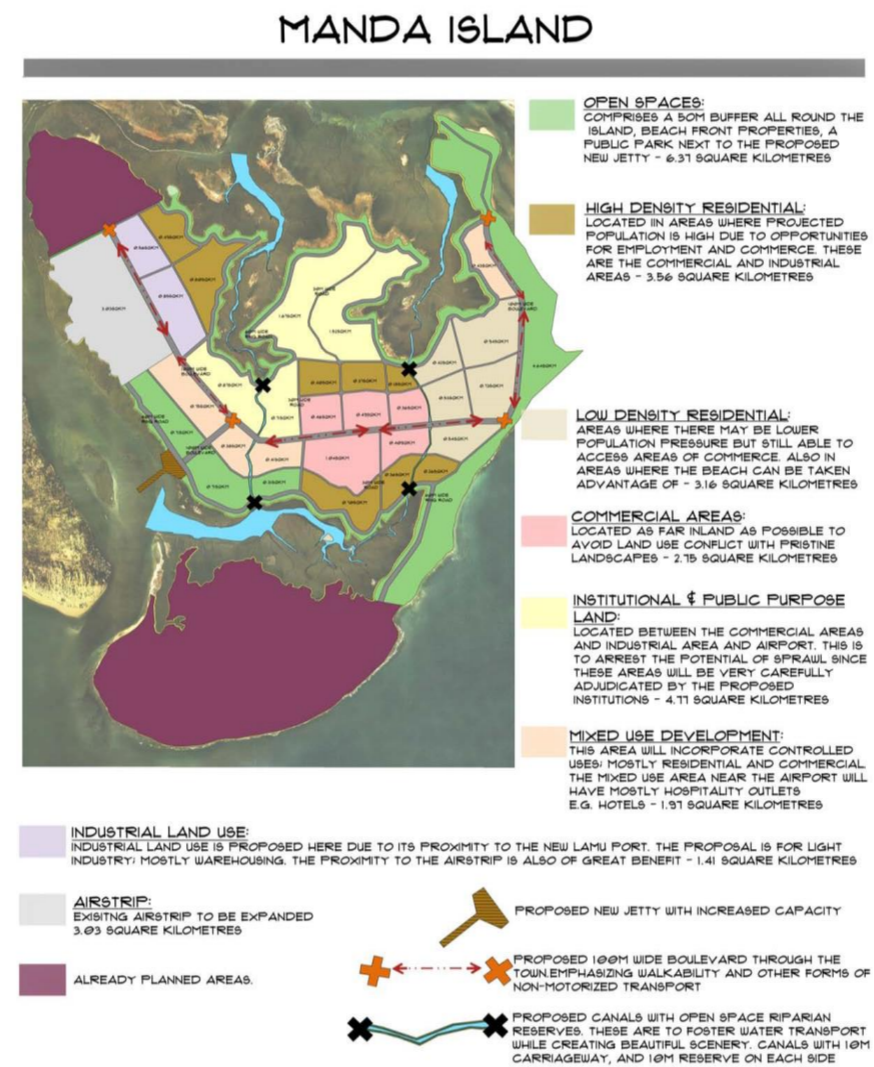 MANDA ISLAND
OPEN SPACES:
COMPRISES A 50M BUFFER ALL ROUND THE
ISLAND, BEACH FRONT PROPERTIES, A
PUBLIC PARK NEXT TO THE PROPOSED
NEW JETTY - 6.37 SQUARE KILOMETRES
HIGH DENSITY RESIDENTIAL:
LOCATED IN AREAS WHERE PROJECTED
POPULATION IS HIGH DUE TO OPPORTUNITIES
FOR EMPLOYMENT AND COMMERCE. THESE
ARE THE COMMERCIAL AND INDUSTRIAL
AREAS - 3.56 SQUARE KILOMETRES
LOW DENSITY RESIDENTIAL:
AREAS WHERE THERE MAY BE LOWER
POPULATION PRESSURE BUT STILL ABLE TO
ACCESS AREAS OF COMMERCE. ALSO IN
AREAS WHERE THE BEACH CAN BE TAKEN
ADVANTAGE OF - 3.16 SQUARE KILOMETRES
COMMERCIAL AREAS:
LOCATED AS FAR INLAND AS POSSIBLE TO
AVOID LAND USE CONFLICT WITH PRISTINE
LANDSCAPES - 2.75 SQUARE KILOMETRES
INSTITUTIONAL & PUBLIC PURPOSE
LAND:
LOCATED BETWEEN THE COMMERCIAL AREAS
AND INDUSTRIAL AREA AND AIRPORT. THIS IS
TO ARREST THE POTENTIAL OF SPRAWL SINCE
THESE AREAS WILL BE VERY CAREFULLY
ADJUDICATED BY THE PROPOSED
INSTITUTIONS - 4.77 SQUARE KILOMETRES
MIXED USE DEVELOPMENT:
THIS AREA WILL INCORPORATE CONTROLLED
USES; MOSTLY RESIDENTIAL AND COMMERCIAL
THE MIXED USE AREA NEAR THE AIRPORT WILL
HAVE MOSTLY HOSPITALITY OUTLETS
E.G. HOTELS - 1.97 SQUARE KILOMETRES
INDUSTRIAL LAND USE:
INDUSTRIAL LAND USE IS PROPOSED HERE DUE TO ITS PROXIMITY TO THE NEW LAMU PORT. THE PROPOSAL IS FOR LIGHT
INDUSTRY; MOSTLY WAREHOUSING. THE PROXIMITY TO THE AIRSTRIP IS ALSO OF GREAT BENEFIT - 1.41 SQUARE KILOMETRES
AIRSTRIP:
EXISITNG AIRSTRIP TO BE EXPANDED
3.03 SQUARE KILOMETRES
ALREADY PLANNED AREAS.
PROPOSED NEW JETTY WITH INCREASED CAPACITY
PROPOSED 100M WIDE BOULEVARD THROUGH THE
TOWN.EMPHASIZING WALKABILITY AND OTHER FORMS OF
NON-MOTORIZED TRANSPORT
PROPOSED CANALS WITH OPEN SPACE RIPARIAN
RESERVES. THESE ARE TO FOSTER WATER TRANSPORT
WHILE CREATING BEAUTIFUL SCENERY. CANALS WITH 10M
CARRIAGEWAY, AND 10M RESERVE ON EACH SIDE